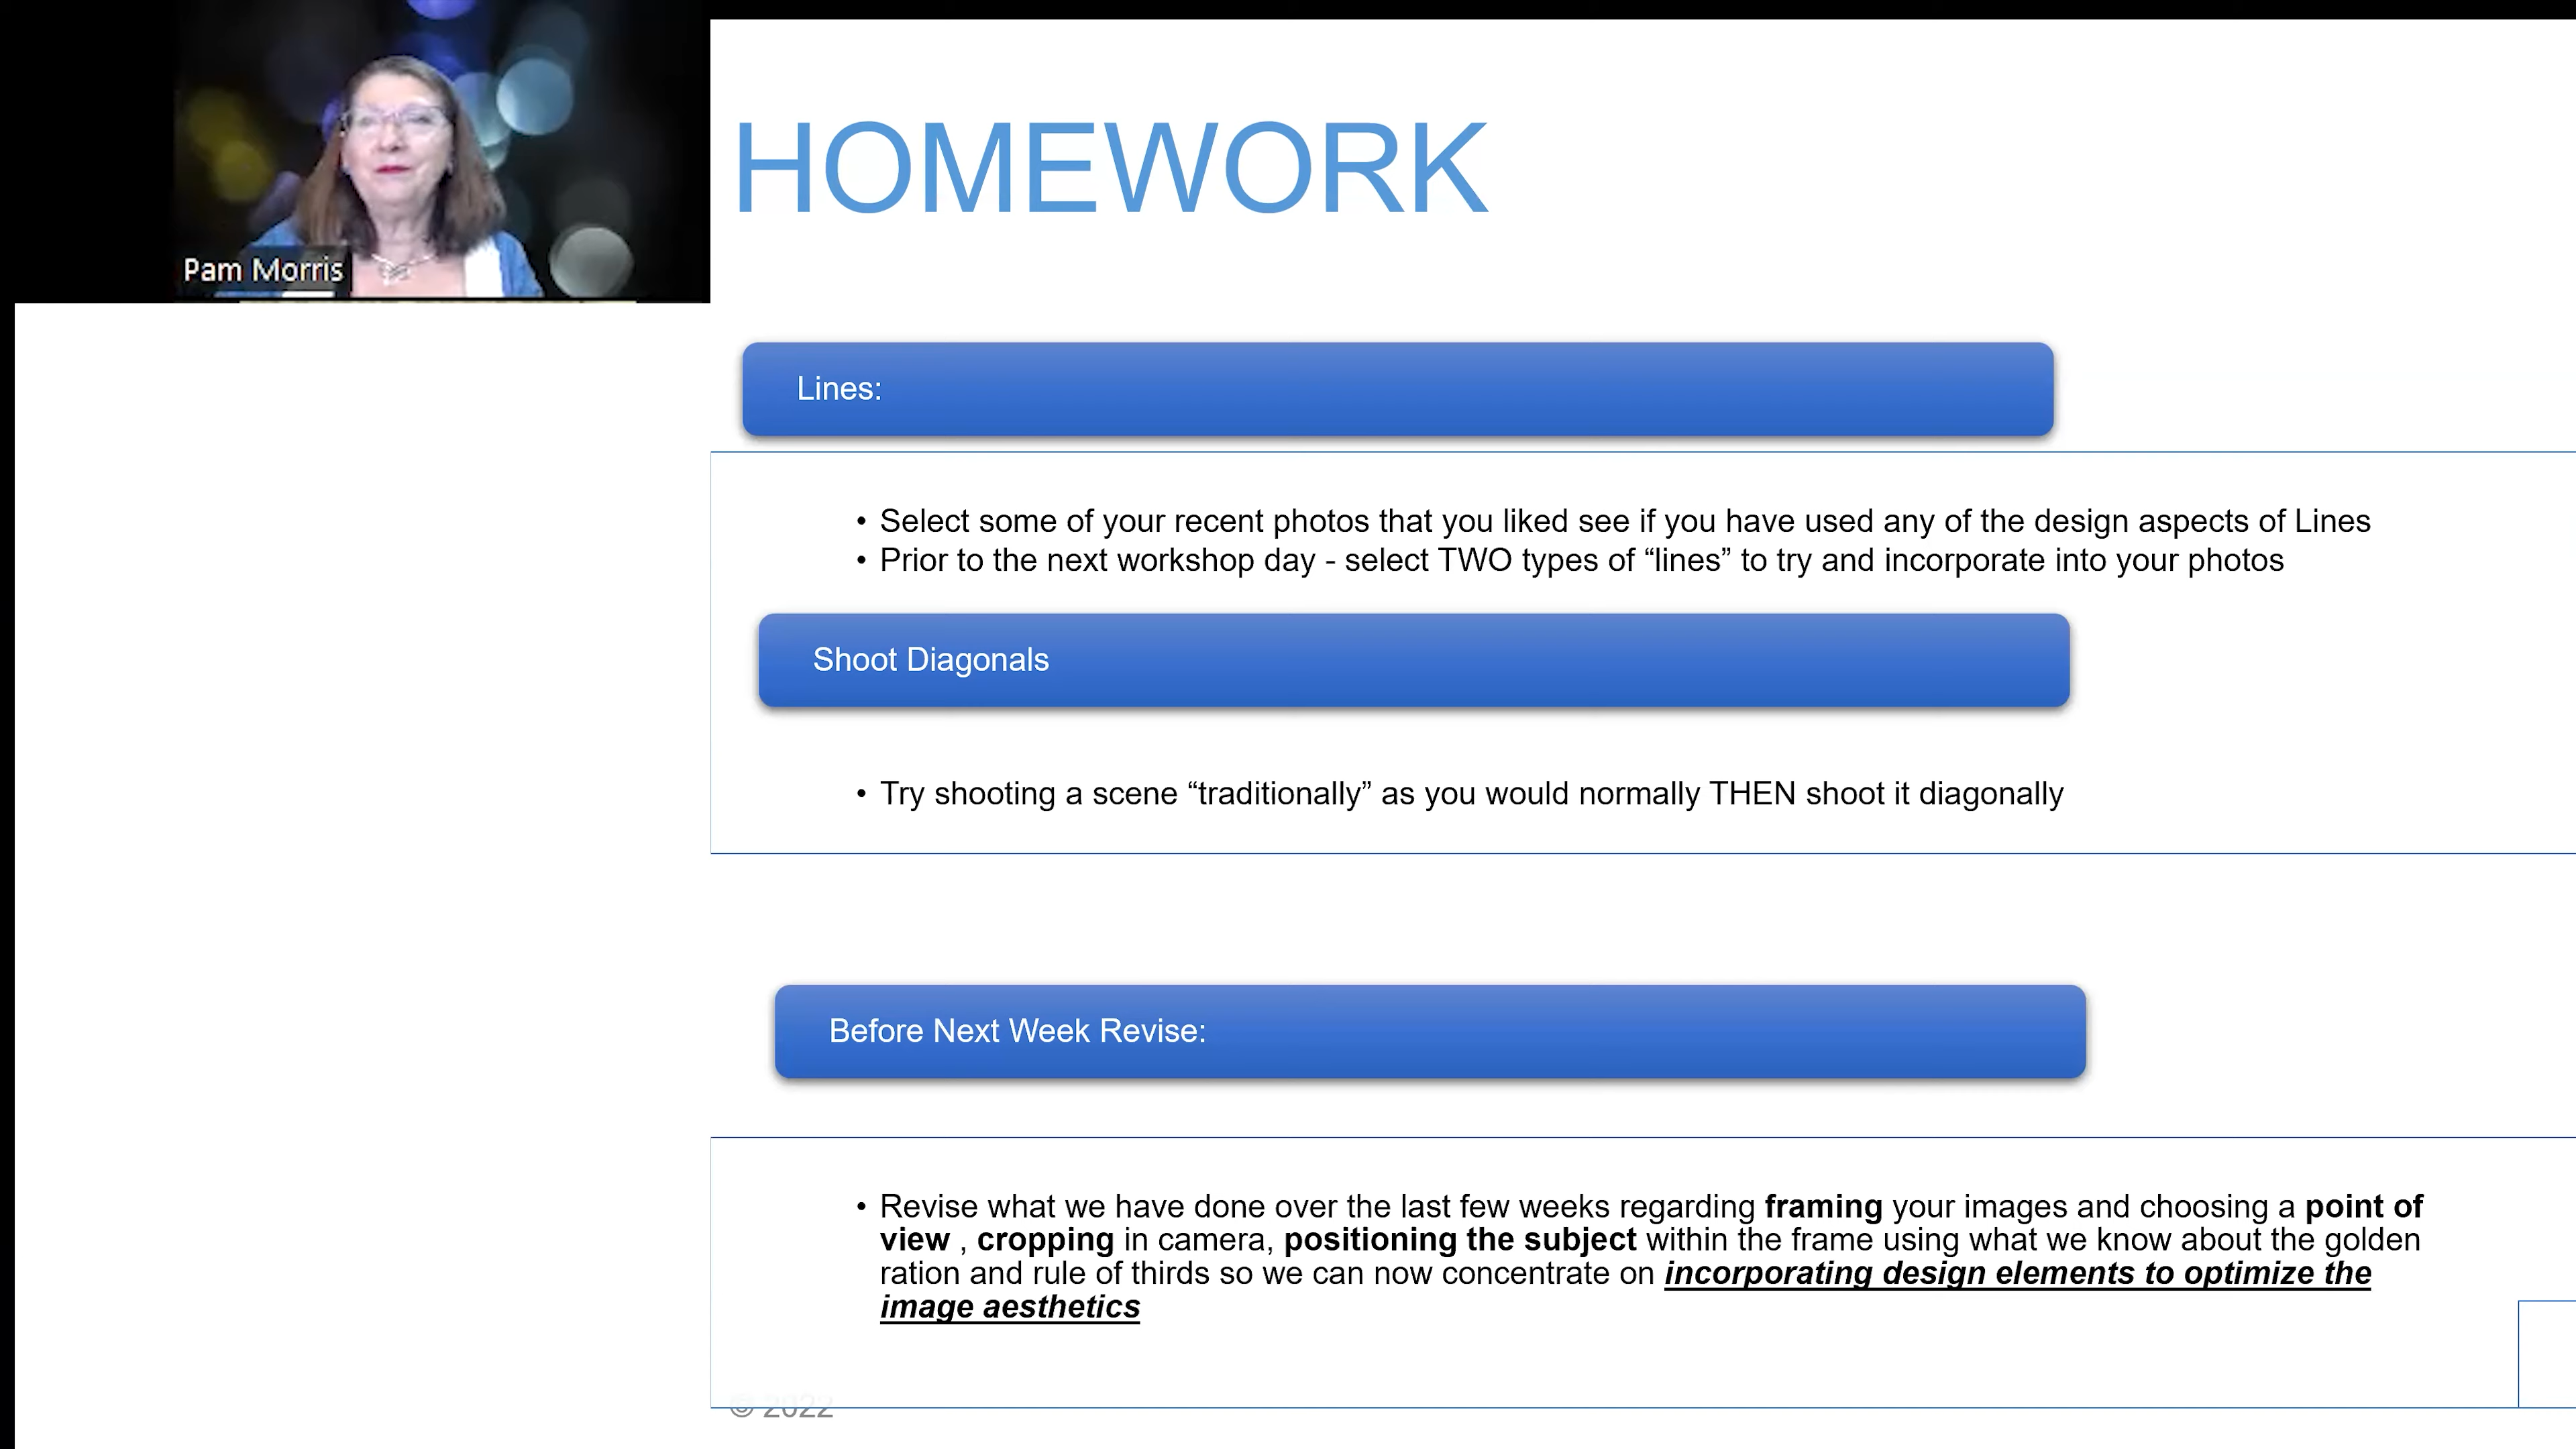 Pam Morris
HOMEWORK
Lines:
• Select some of your recent photos that you liked see if you have used any of the design aspects of Lines
• Prior to the next workshop day - select TWO types of “lines” to try and incorporate into your photos
Shoot Diagonals
• Try shooting a scene “traditionally” as you would normally THEN shoot it diagonally
Before Next Week Revise:
• Revise what we have done over the last few weeks regarding framing your images and choosing a point of
view , cropping in camera, positioning the subject within the frame using what we know about the golden
ration and rule of thirds so we can now concentrate on incorporating design elements to optimize the
image aesthetics
© 2022